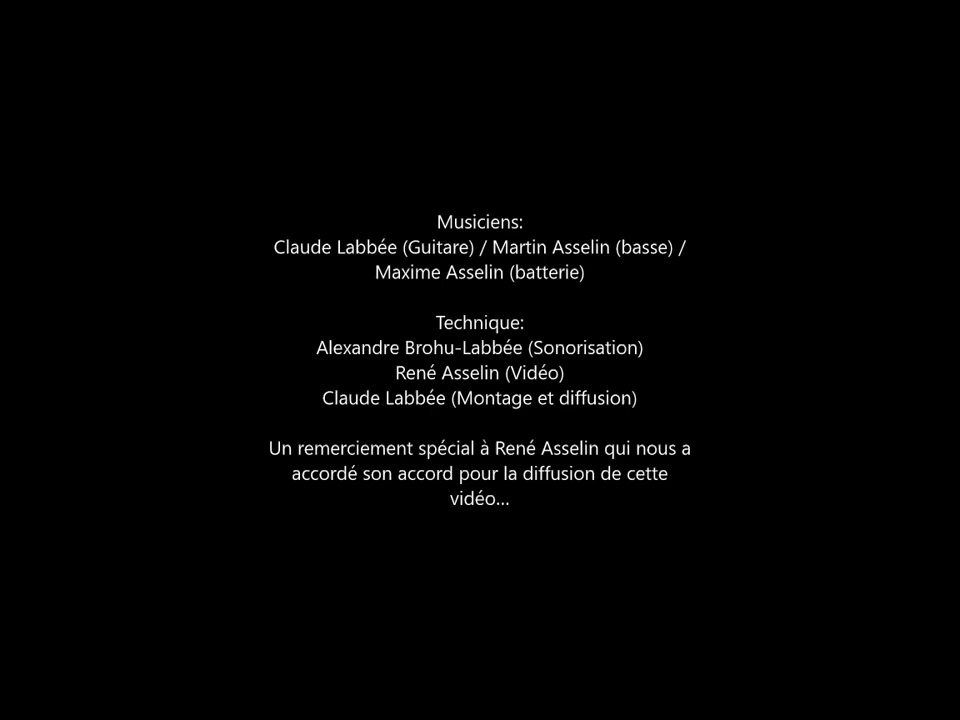 Musiciens:
Claude Labbée (Guitare) / Martin Asselin (basse) /
Maxime Asselin (batterie)
Technique:
Alexandre Brohu-Labbée (Sonorisation)
René Asselin (Vidéo)
Claude Labbée (Montage et diffusion)
Un remerciement spécial à René Asselin qui nous a
accordé son accord pour la diffusion de cette
vidéo...